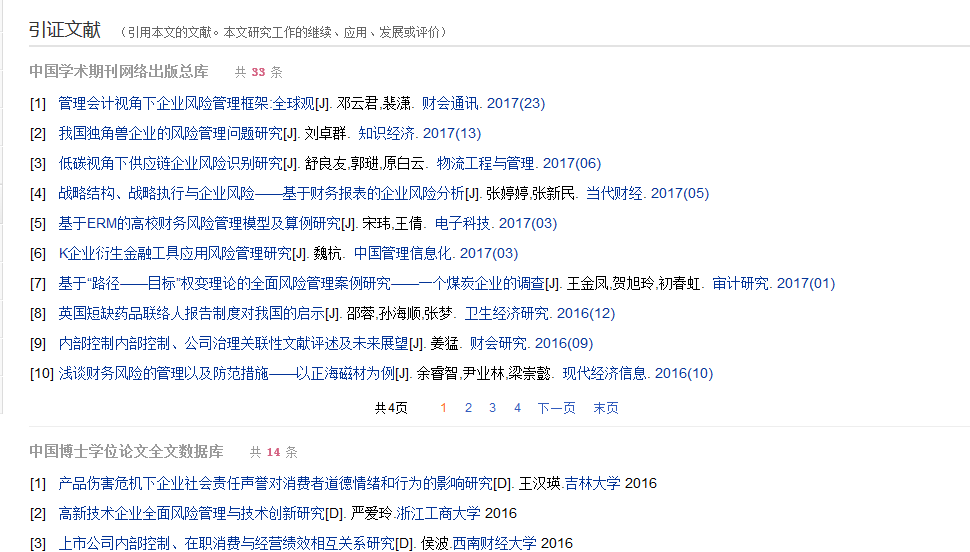 引证文献 （引用本文的文献。本文研究工作的继续、应用、发展或评价）
中国学术期刊网络出版总库 共 33 条
[1] 管理会计视角下企业风险管理框架:全球观[J]. 邓云君,裴潇. 财会通讯. 2017(23)
[2] 我国独角兽企业的风险管理问题研究[J]. 刘卓群. 知识经济. 2017(13)
[3] 低碳视角下供应链企业风险识别研究[J]. 舒良友,郭琎,原白云. 物流工程与管理. 2017(06)
[4] 战略结构、战略执行与企业风险——基于财务报表的企业风险分析[J]. 张婷婷,张新民. 当代财经. 2017(05)
[5] 基于ERM的高校财务风险管理模型及算例研究[J]. 宋玮,王倩. 电子科技. 2017(03)
[6] K企业衍生金融工具应用风险管理研究[J]. 魏杭. 中国管理信息化. 2017(03)
[7] 基于“路径——目标”权变理论的全面风险管理案例研究——一个煤炭企业的调查[J]. 王金凤,贺旭玲,初春虹. 审计研究. 2017(01)
[8] 英国短缺药品联络人报告制度对我国的启示[J]. 邵蓉,孙海顺,张梦. 卫生经济研究. 2016(12)
[9] 内部控制内部控制、公司治理关联性文献评述及未来展望[J]. 姜猛. 财会研究. 2016(09)
[10] 浅谈财务风险的管理以及防范措施——以正海磁材为例[J]. 余睿智,尹业林,梁崇懿. 现代经济信息. 2016(10)
共4页 1 2 3 4 下一页 末页
中国博士学位论文全文数据库 共 14 条
[1] 产品伤害危机下企业社会责任声誉对消费者道德情绪和行为的影响研究[D]. 王汉瑛.吉林大学 2016
[2] 高新技术企业全面风险管理与技术创新研究[D]. 严爱玲.浙江工商大学 2016
[3] 上市公司内部控制、在职消费与经营绩效相互关系研究[D]. 侯波.西南财经大学 2016